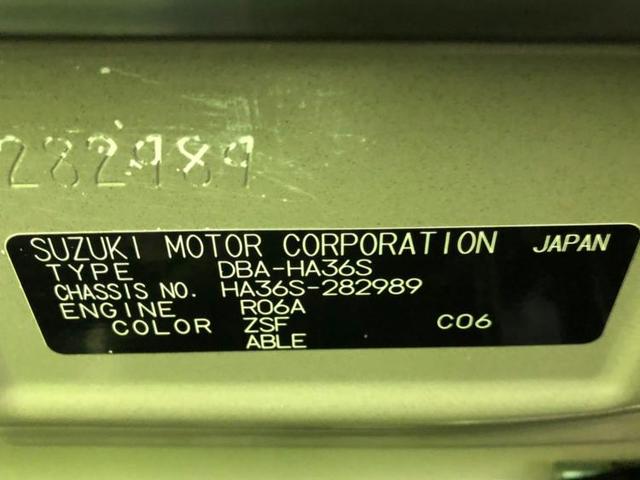 282989
SUZUKI MOTOR CORPORATION JAPAN
TYPE DBA-HA36S
CHASSIS NO. HA36S-282989
ENGINE R06A
COLOR ZSF C06
ABLE